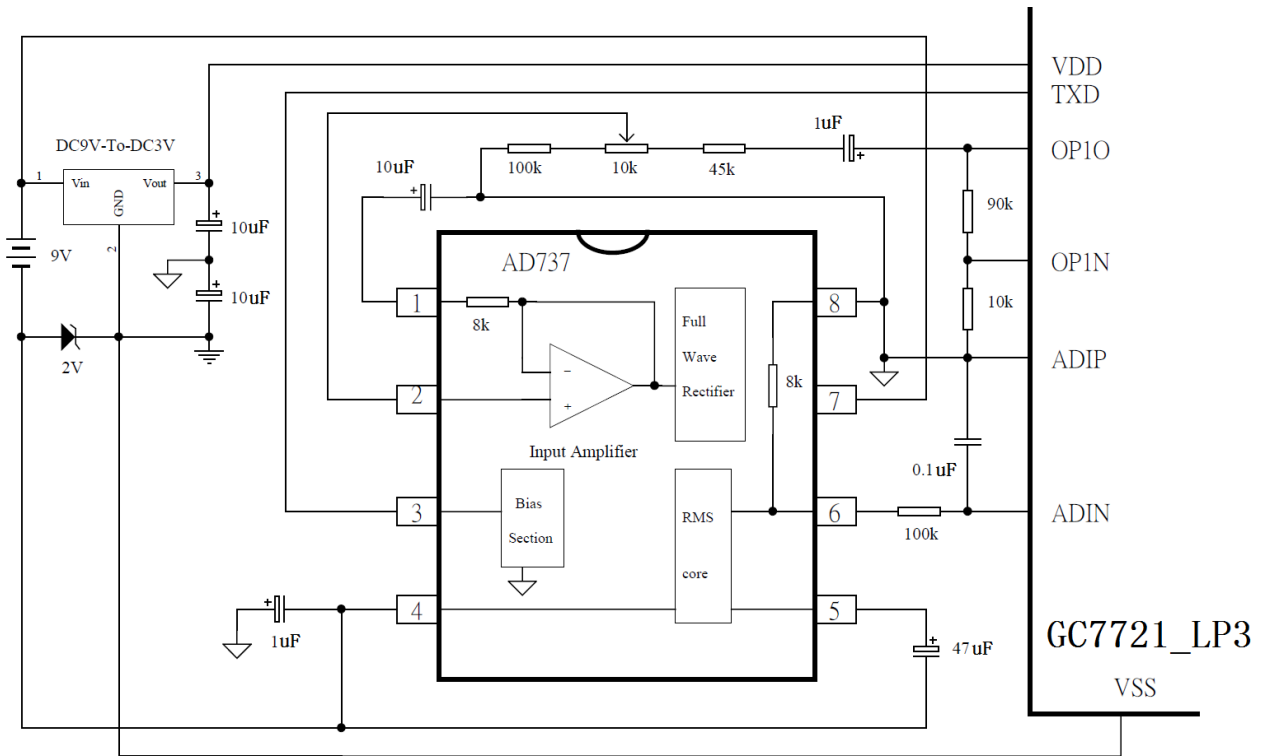 VDD
TXD
1uF
DC9V-To-DC3V
OP1O
100k
10k
45k
10uF
1
Vin
Vout
3
GND
2
90k
10uF
9V
AD737
OP1N
10uF
1
8k
Full
Wave
Rectifier
8
10k
2V
ADIP
8k
2
−
+
7
Input Amplifier
0.1uF
3
Bias
Section
RMS
core
6
100k
ADIN
4
5
1uF
47uF
GC7721_LP3
VSS